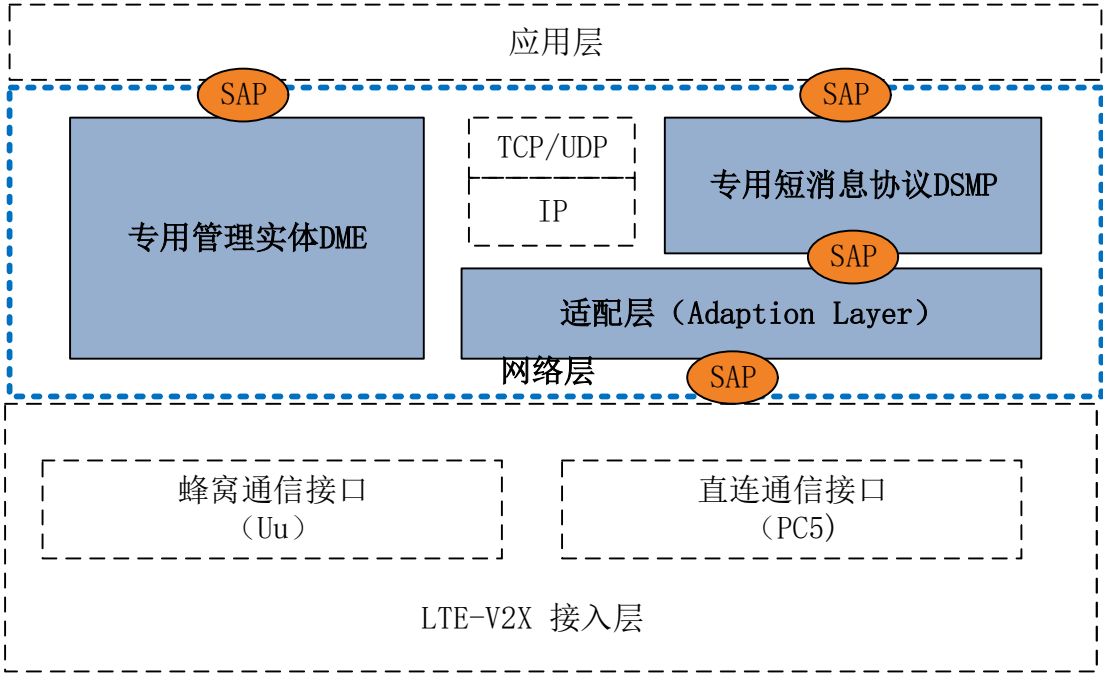 应用层
SAP
SAP
TCP/UDP
IP
专用管理实体DME
专用短消息协议DSMP
SAP
适配层（Adaption Layer）
网络层
SAP
蜂窝通信接口
（Uu）
直连通信接口
（PC5)
LTE-V2X 接入层